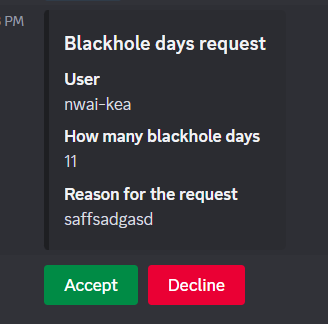 PM
Blackhole days request
User
nwai-kea
How many blackhole days
11
Reason for the request
saffsadgasd
Accept
Decline